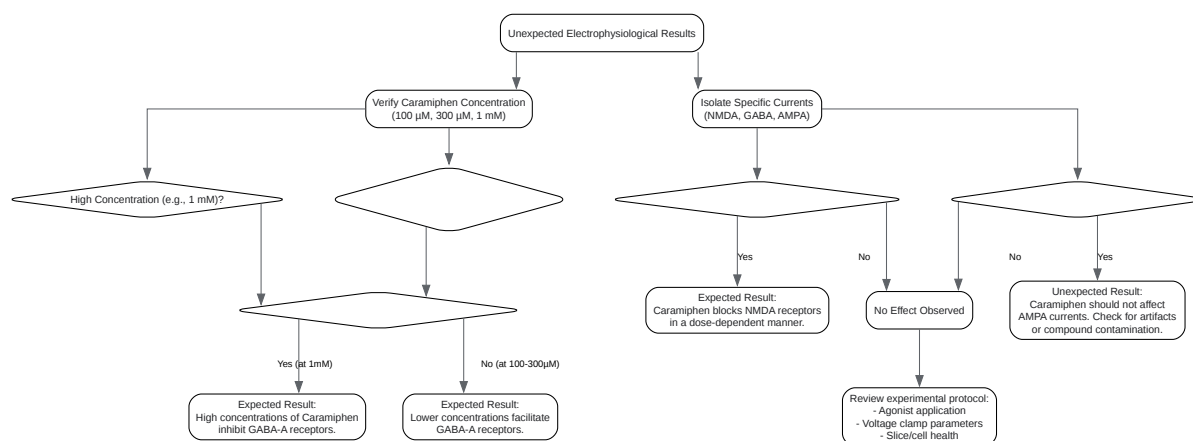 Unexpected Electrophysiological Results
Verify Caramiphen Concentration
(100 µM, 300 µM, 1 mM)
Isolate Specific Currents
(NMDA, GABA, AMPA)
High Concentration (e.g., 1 mM)?
Yes
No
No
Yes
Expected Result:
Caramiphen blocks NMDA receptors
in a dose-dependent manner.
No Effect Observed
Unexpected Result:
Caramiphen should not affect
AMPA currents. Check for artifacts
or compound contamination.
Yes (at 1mM)
No (at 100-300µM)
Expected Result:
High concentrations of Caramiphen
inhibit GABA-A receptors.
Expected Result:
Lower concentrations facilitate
GABA-A receptors.
Review experimental protocol:
- Agonist application
- Voltage clamp parameters
- Slice/cell health